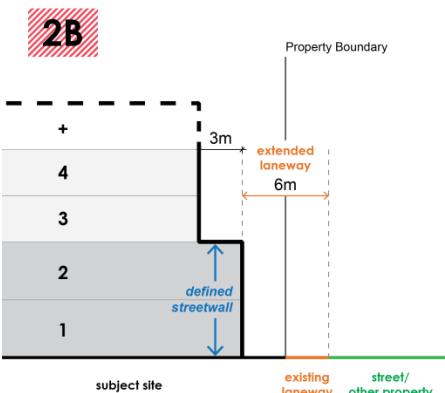 2B
Property Boundary
+
3m
extended
laneway
4
6m
3
2
defined
streetwall
1
subject site
existing
laneway
street/
other property